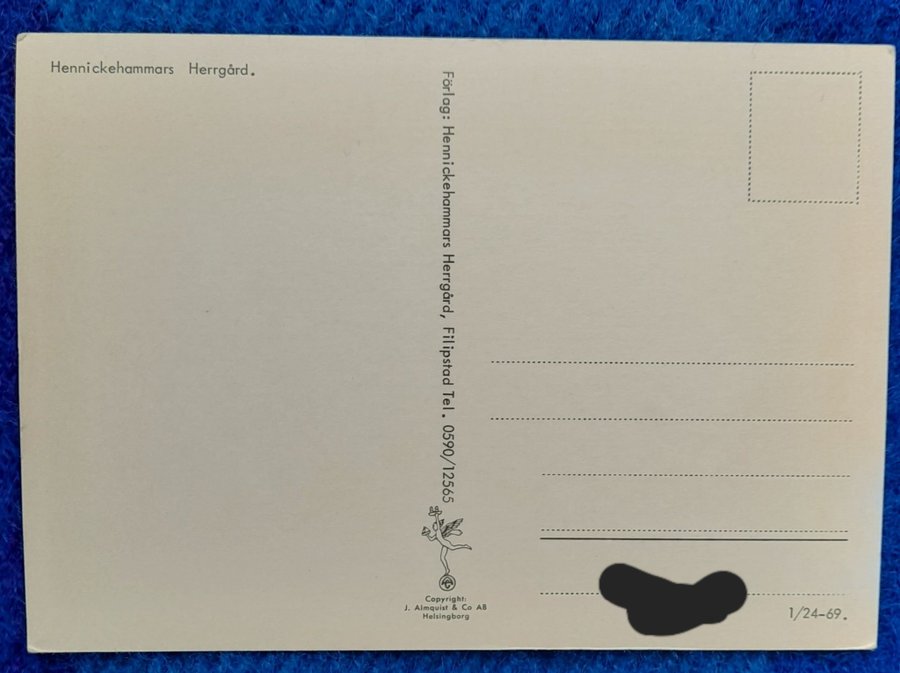 Hennickehammars Herrgård.
Förlag: Hennickehammars Herrgård, Filipstad Tel. 0590/12565
Copyright:
J. Almquist & Co AB
Helsingborg
1/24-69.